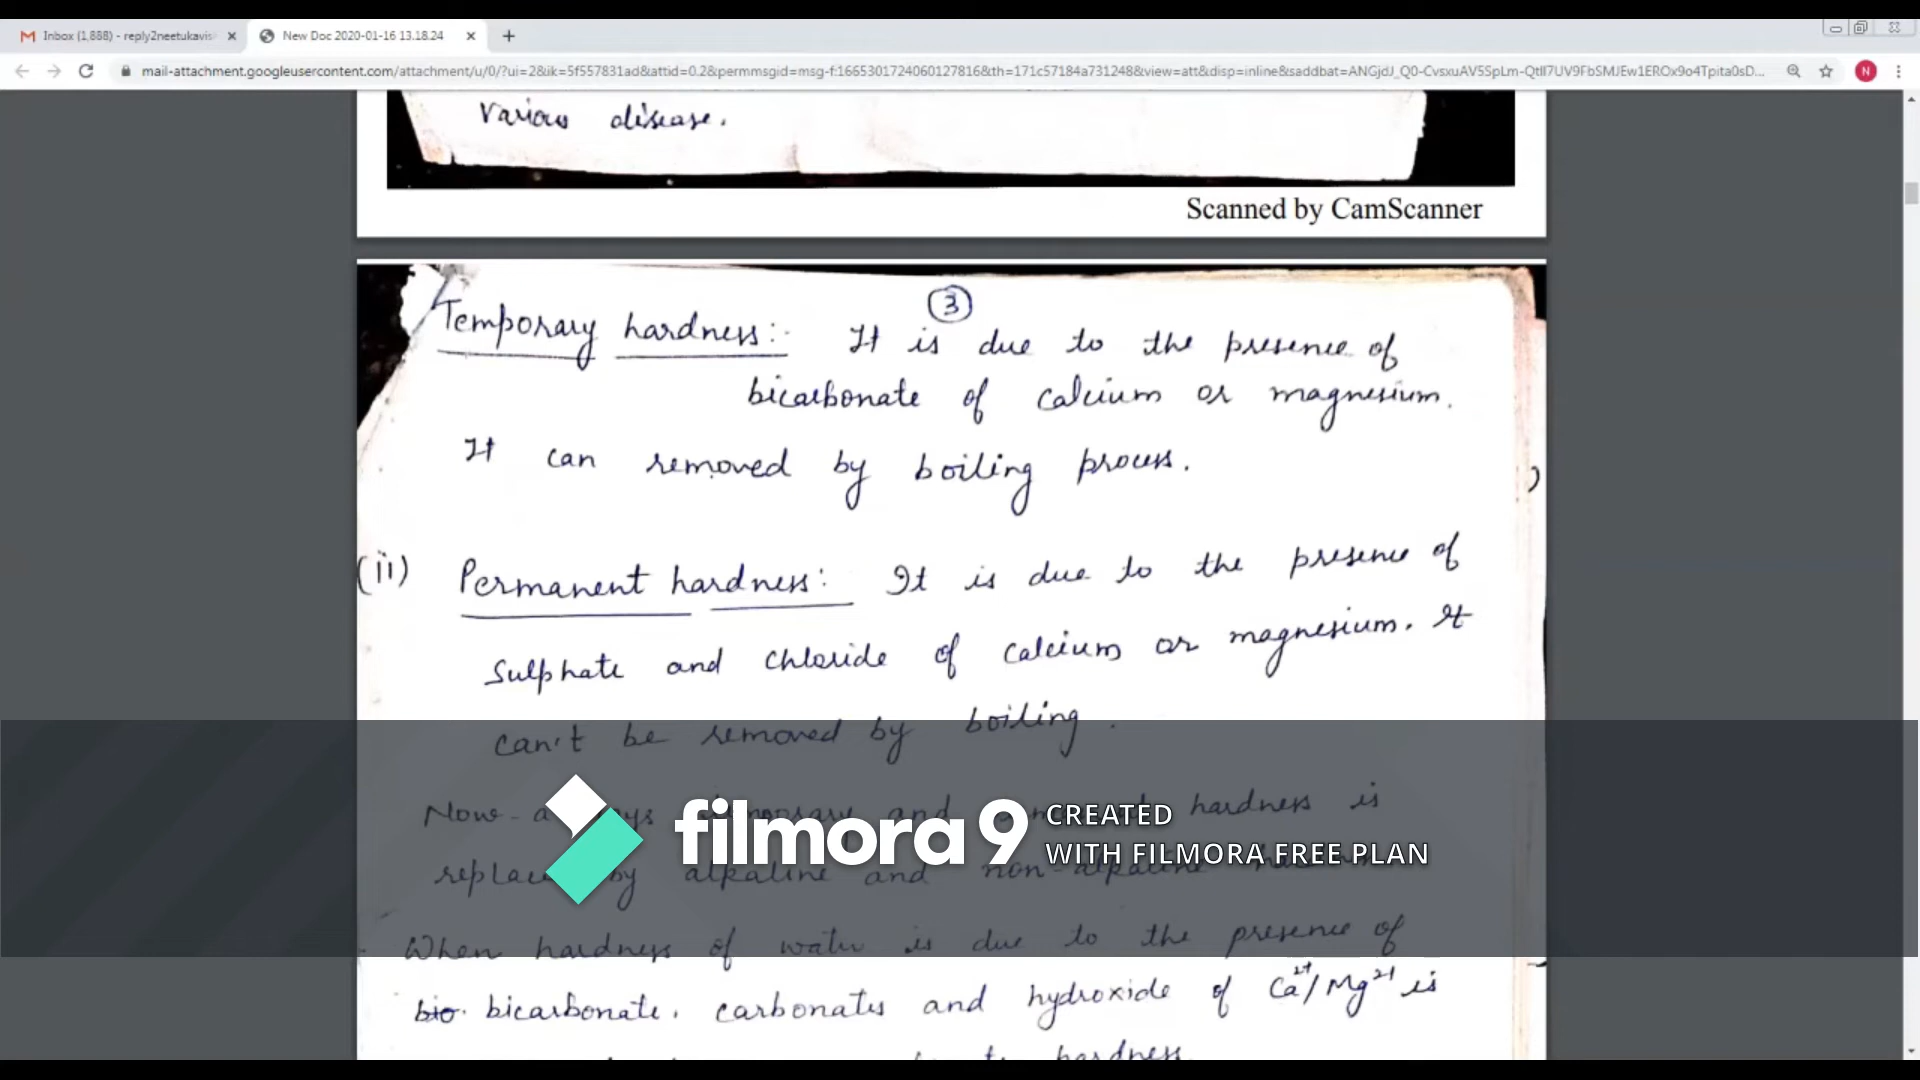 Inbox (1,888) - reply2neetukavis
New Doc 2020-01-16 13.18.24
mail-attachment.googleusercontent.com/attachment/u/0/?ui=2&ik=5f557831ad&attid=0.2&permmsgid=msg-f:1665301724060127816&th=171c57184a731248&view=att&disp=inline&saddbat=ANGjdJ_Q0-CvsxuAV5SpLm-QtII7UV9FbSMJEw1EROx9o4Tpita0sD...
N
Various disease.
Scanned by CamScanner
3
Temporary hardness:- It is due to the presence of
bicarbonate of calcium or magnesium.
It can removed by boiling process.
(ii) Permanent hardness: It is due to the presence of
Sulphate and chloride of calcium or magnesium. It
can't be removed by boiling.
Now- hardness is
by alkaline and non-alkaline
filmora 9 CREATED
WITH FILMORA FREE PLAN
When hardness of water is due to the presence of
bio. bicarbonate, carbonates and hydroxide of Ca2+/Mg2+ is
hardness